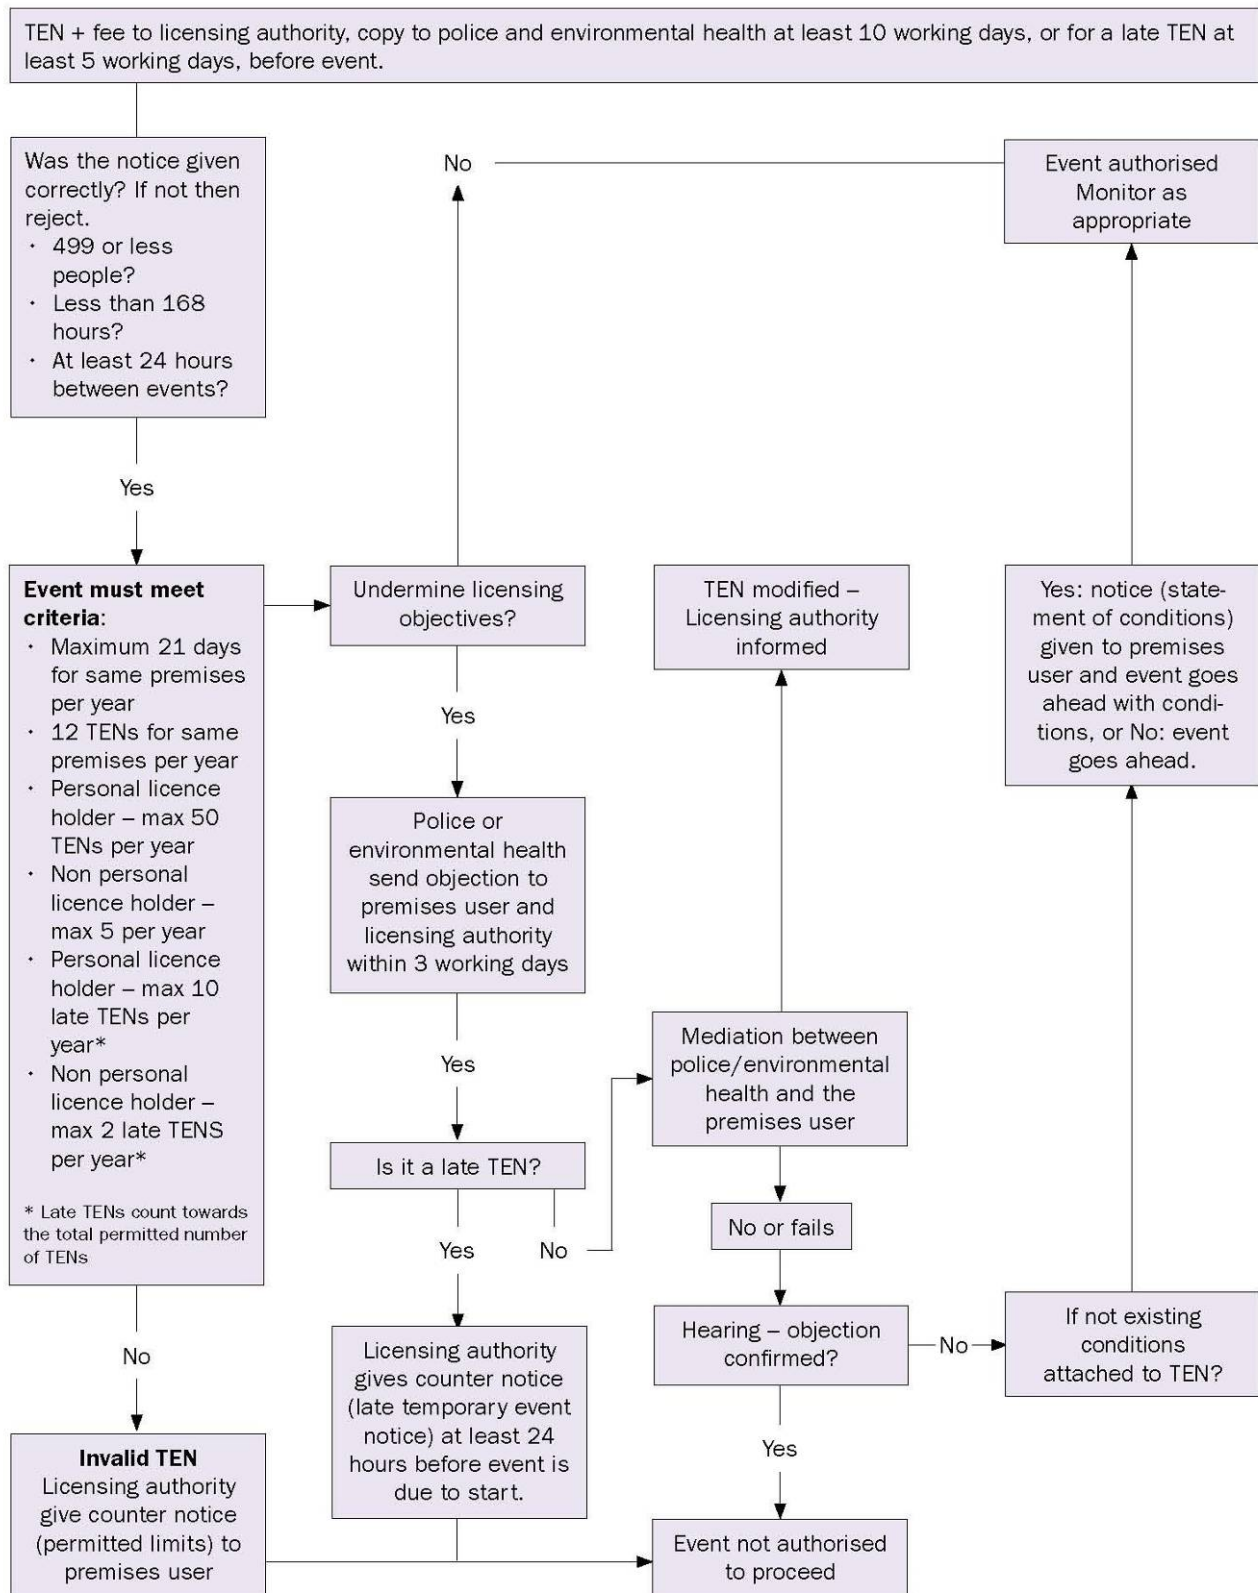 TEN + fee to licensing authority, copy to police and environmental health at least 10 working days, or for a late TEN at
least 5 working days, before event.
Was the notice given
correctly? If not then
reject.
· 499 or less
people?
· Less than 168
hours?
· At least 24 hours
between events?
No
Event authorised
Monitor as
appropriate
Yes
Event must meet
criteria:
· Maximum 21 days
for same premises
per year
· 12 TENs for same
premises per year
· Personal licence
holder – max 50
TENs per year
· Non personal
licence holder –
max 5 per year
· Personal licence
holder – max 10
late TENs per
year*
· Non personal
licence holder –
max 2 late TENS
per year*
* Late TENs count towards
the total permitted number
of TENs
Undermine licensing
objectives?
Yes
Police or
environmental health
send objection to
premises user and
licensing authority
within 3 working days
Yes
Is it a late TEN?
Yes
No
Licensing authority
gives counter notice
(late temporary event
notice) at least 24
hours before event is
due to start.
TEN modified –
Licensing authority
informed
Mediation between
police/environmental
health and the
premises user
No or fails
Hearing – objection
confirmed?
No
Yes
Event not authorised
to proceed
Yes: notice (state-
ment of conditions)
given to premises
user and event goes
ahead with condi-
tions, or No: event
goes ahead.
If not existing
conditions
attached to TEN?
No
Invalid TEN
Licensing authority
give counter notice
(permitted limits) to
premises user